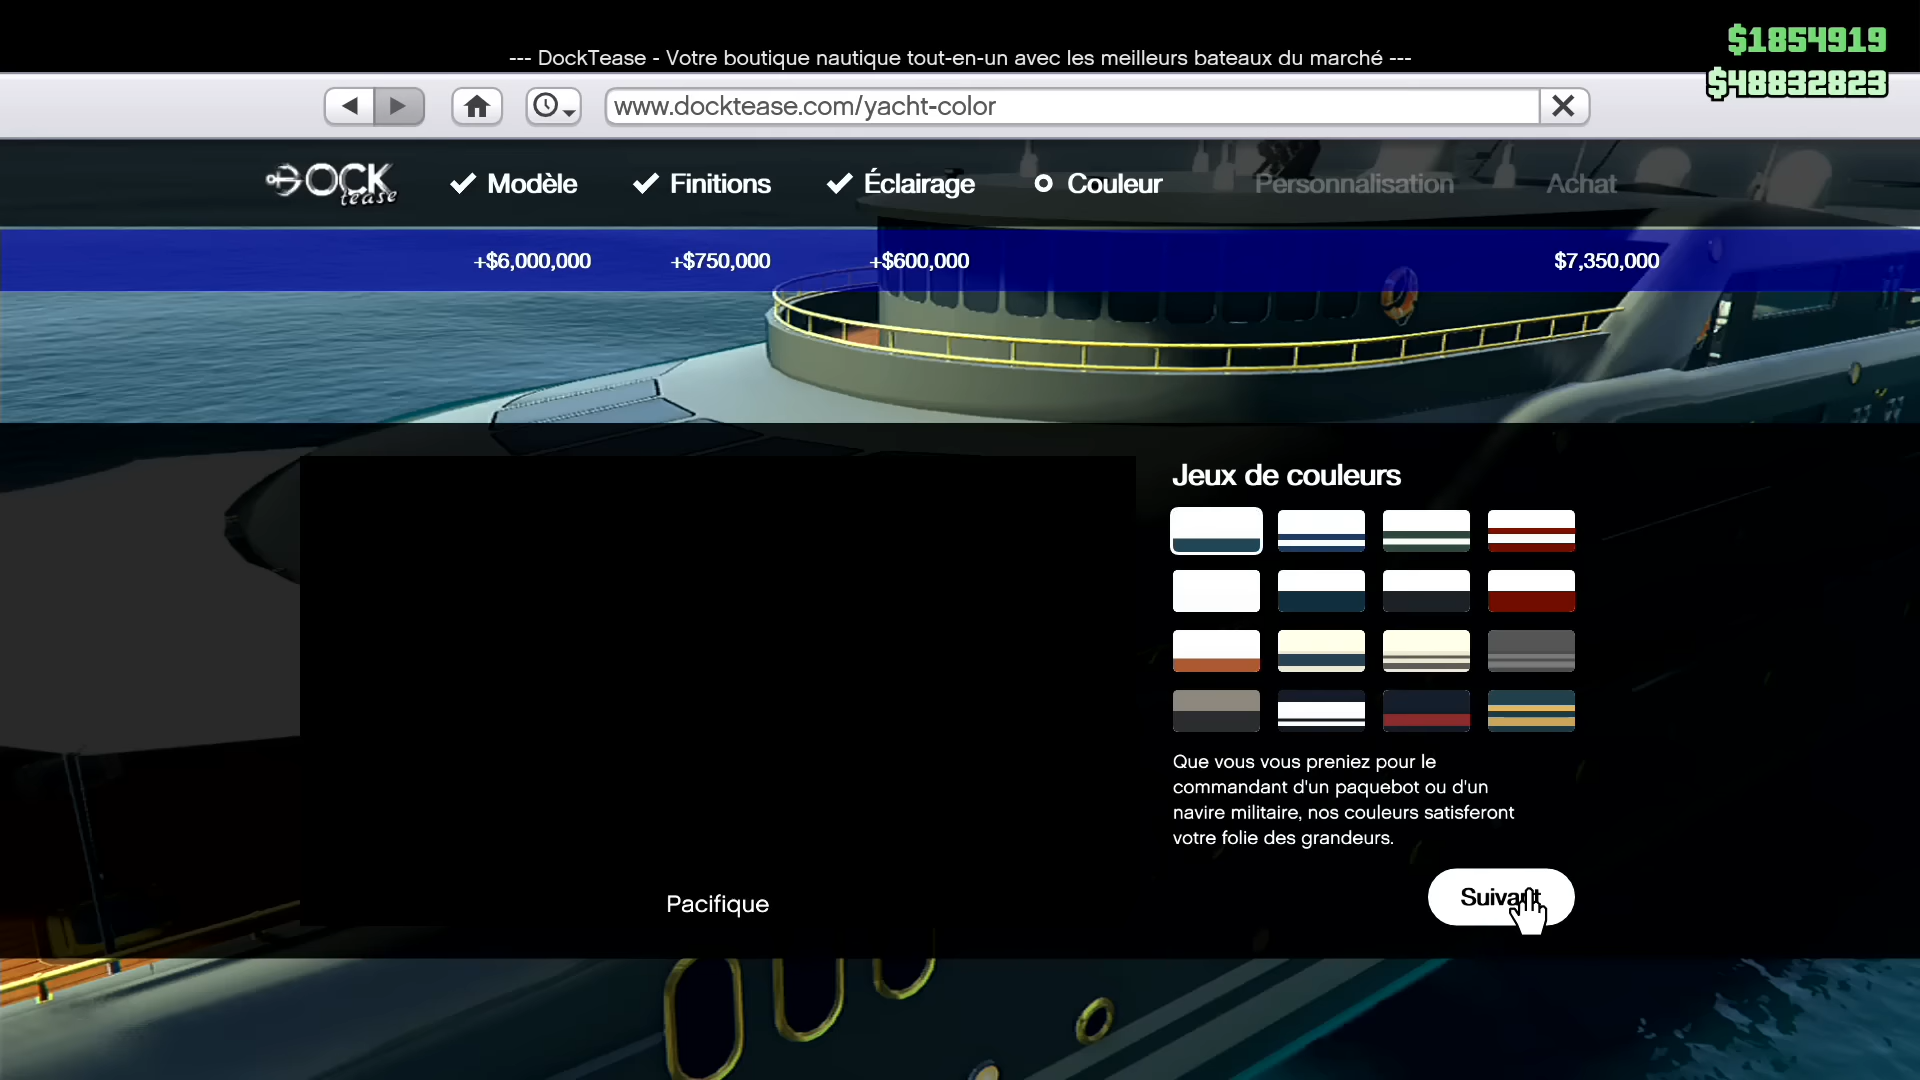 $1854919
--- DockTease - Votre boutique nautique tout-en-un avec les meilleurs bateaux du marché ---
$48832823
www.docktease.com/yacht-color
DOCK
tease
Modèle
Finitions
Éclairage
Couleur
Personnalisation
Achat
+$6,000,000
+$750,000
+$600,000
$7,350,000
Jeux de couleurs
Que vous vous preniez pour le
commandant d'un paquebot ou d'un
navire militaire, nos couleurs satisferont
votre folie des grandeurs.
Suivant
Pacifique